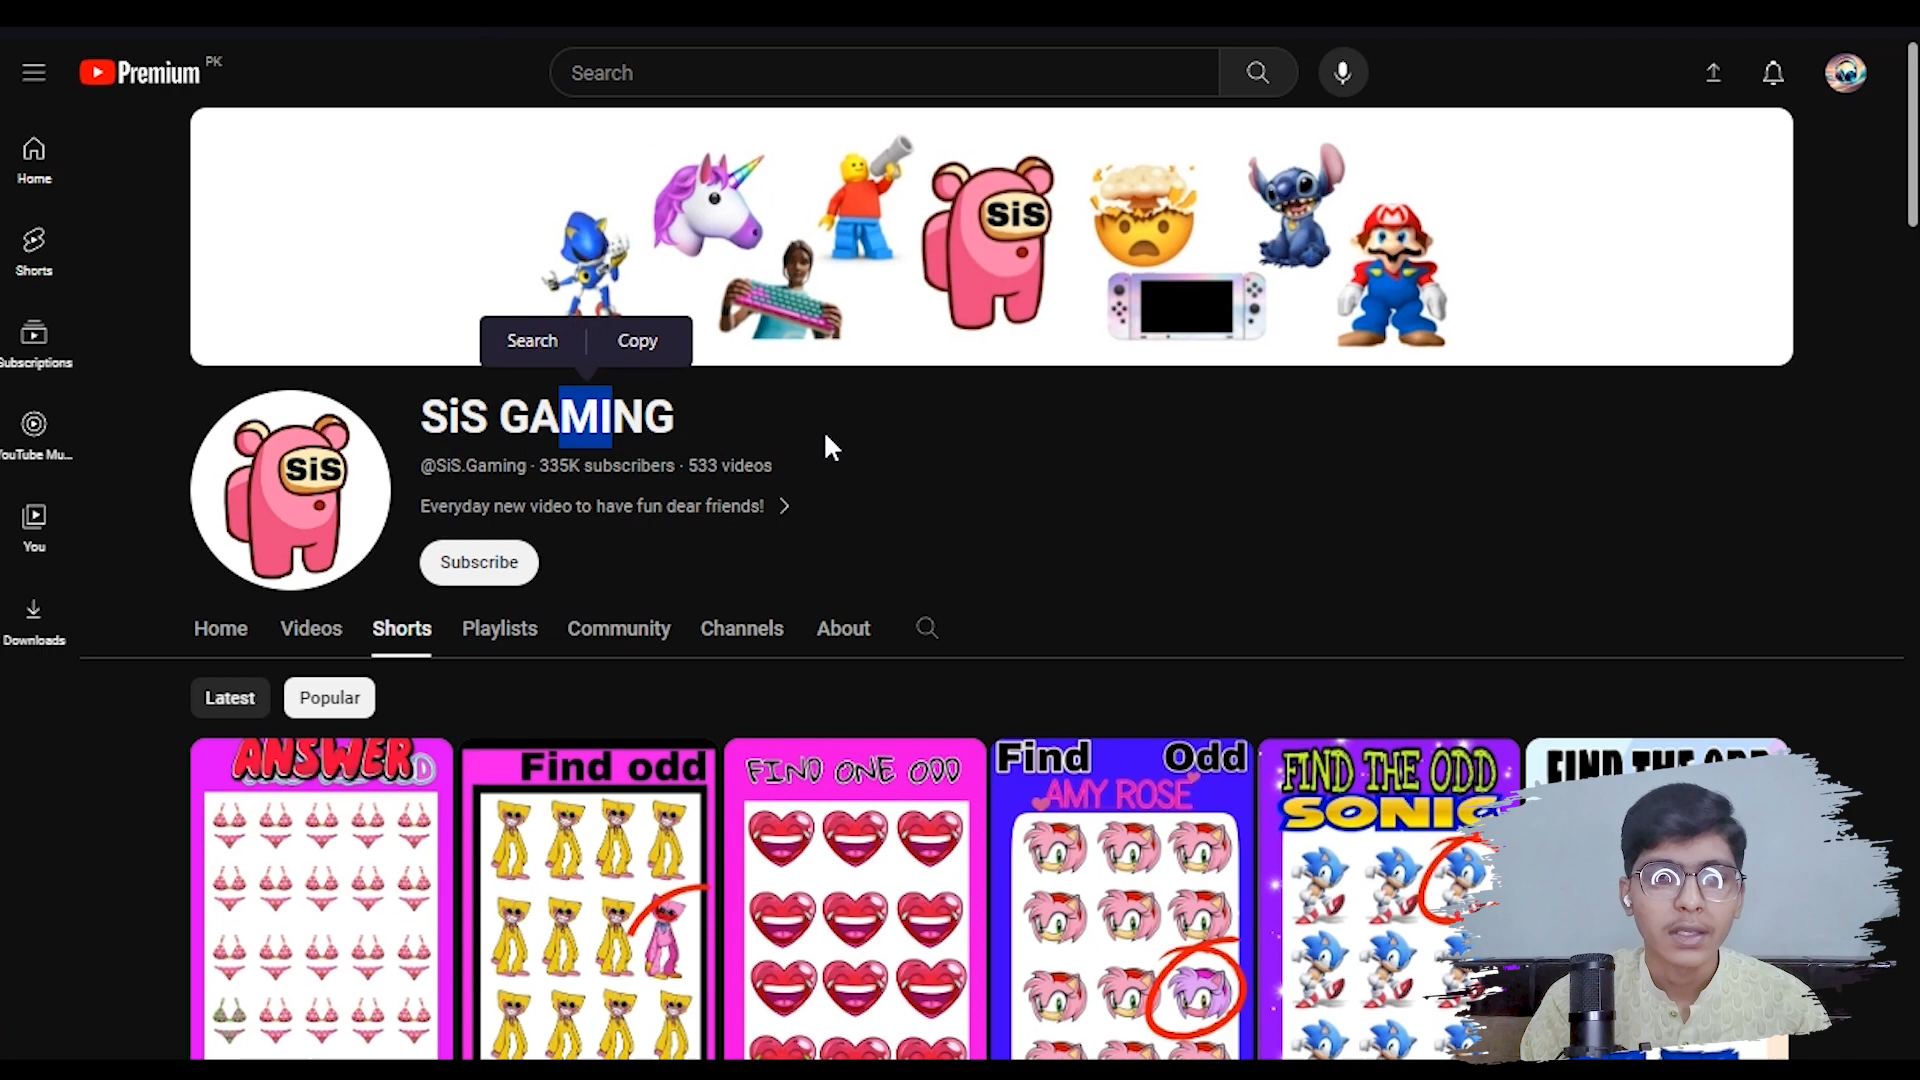 Premium PK
Search
Home
Shorts
Subscriptions
YouTube Mu...
You
Downloads
SiS
Search
Copy
SiS
SiS GAMING
@SiS.Gaming · 335K subscribers · 533 videos
Everyday new video to have fun dear friends!
Subscribe
Home
Videos
Shorts
Playlists
Community
Channels
About
Latest
Popular
ANSWER
Find odd
FIND ONE ODD
Find Odd
AMY ROSE
FIND THE ODD
SONIC
FIND THE ODD